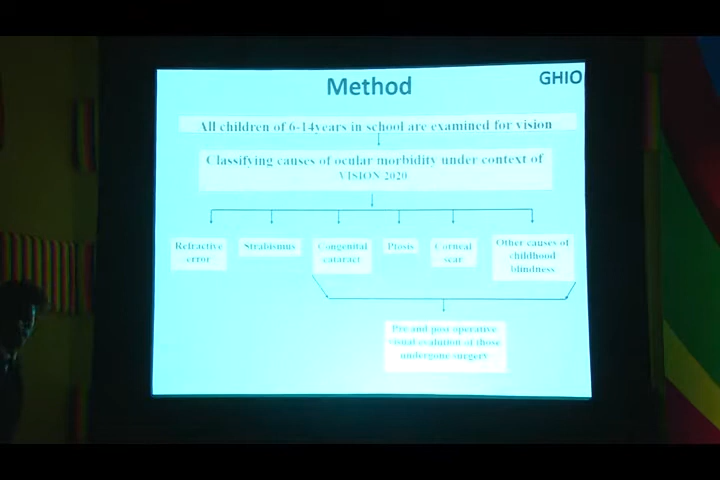 Method
GHIO
All children of 6-14years in school are examined for vision
Classifying causes of ocular morbidity under context of
VISION 2020
Refractive
error
Strabismus
Congenital
cataract
Ptosis
Corneal
scar
Other causes of
childhood
blindness
Pre and post operative
visual evalution of those
undergone surgery